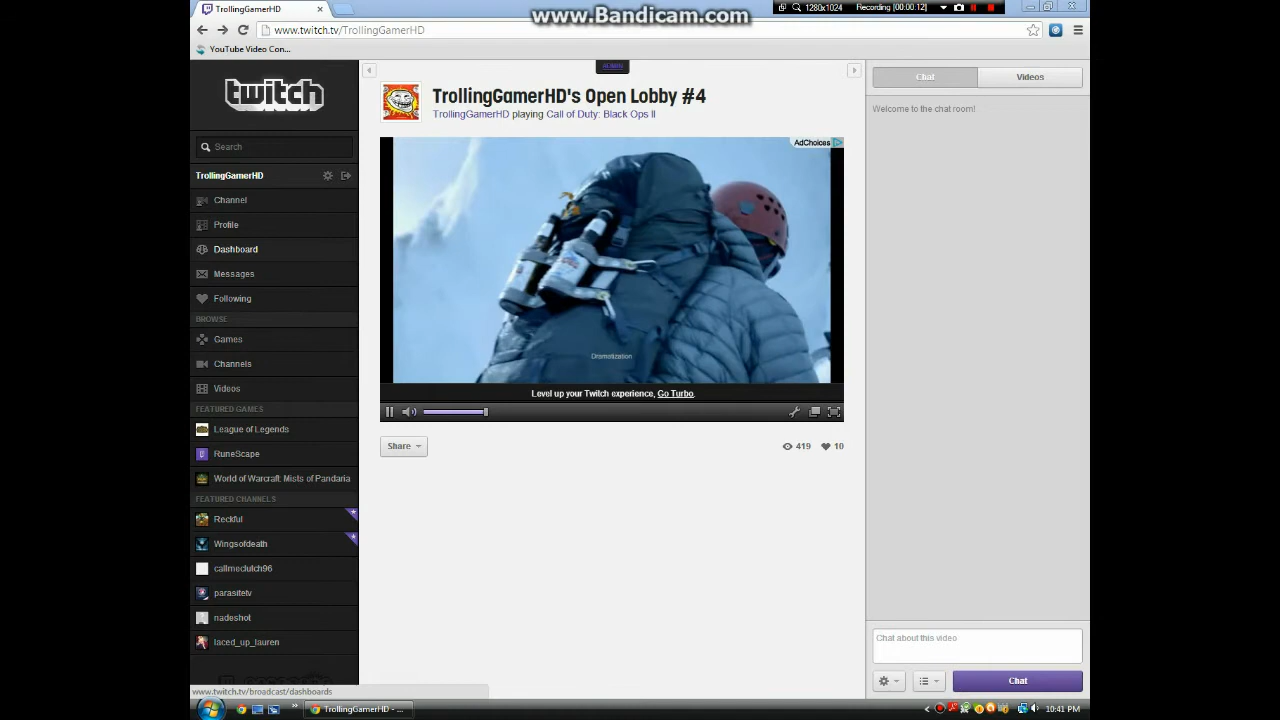 TrollingGamerHD
www.Bandicam.com
1280x1024
Recording [00:00:12]
www.twitch.tv/TrollingGamerHD
YouTube Video Con...
twitch
Search
TrollingGamerHD
Channel
Profile
Dashboard
Messages
Following
BROWSE
Games
Channels
Videos
FEATURED GAMES
League of Legends
RuneScape
World of Warcraft: Mists of Pandaria
FEATURED CHANNELS
Reckful
Wingsofdeath
callmeclutch96
parasitetv
nadeshot
laced_up_lauren
www.twitch.tv/broadcast/dashboards
TrollingGamerHD's Open Lobby #4
TrollingGamerHD playing Call of Duty: Black Ops II
AdChoices
Dramatization
Level up your Twitch experience, Go Turbo.
Share
419
10
Chat
Videos
Welcome to the chat room!
Chat about this video
Chat
TrollingGamerHD - ...
10:41 PM